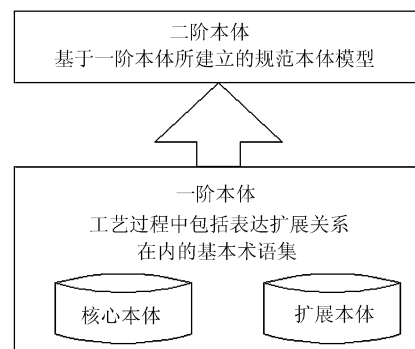 二阶本体
基于一阶本体所建立的规范本体模型
一阶本体
工艺过程中包括表达扩展关系
在内的基本术语集
核心本体
扩展本体